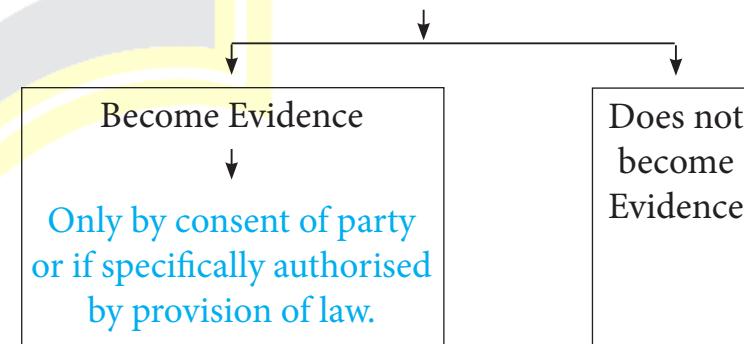 Become Evidence
Only by consent of party
or if specifically authorised
by provision of law.
Does not
become
Evidence